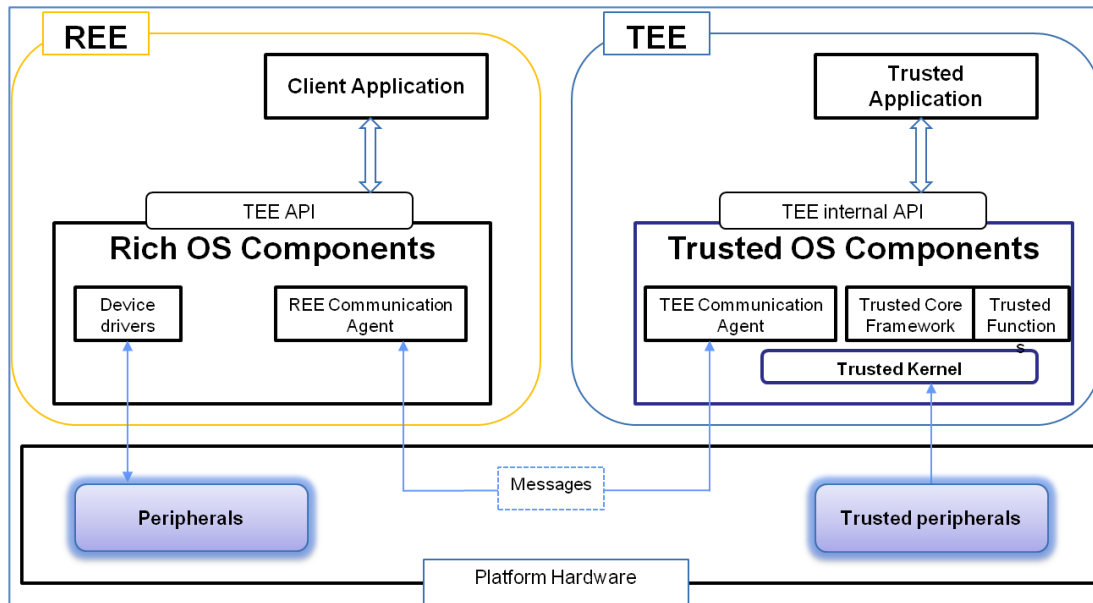 REE
TEE
Client Application
Trusted
Application
TEE API
TEE internal API
Rich OS Components
Trusted OS Components
Device
drivers
REE Communication
Agent
TEE Communication
Agent
Trusted Core
Framework
Trusted
Function
s
Trusted Kernel
Messages
Peripherals
Trusted peripherals
Platform Hardware